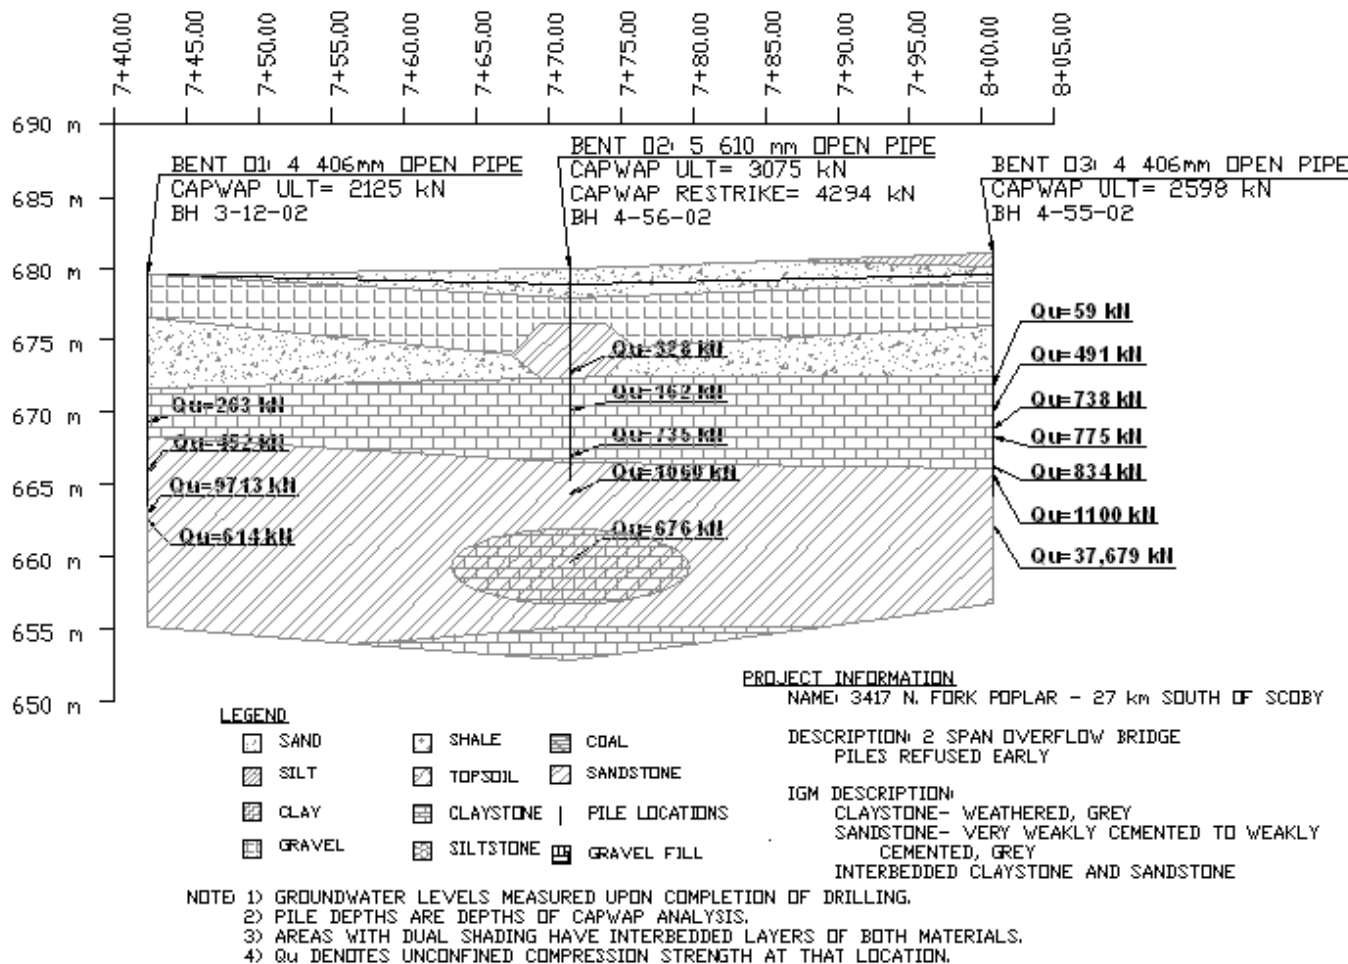 7+40.00
7+45.00
7+50.00
7+55.00
7+60.00
7+65.00
7+70.00
7+75.00
7+80.00
7+85.00
7+90.00
7+95.00
8+00.00
8+05.00
690 m
685 m
680 m
675 m
670 m
665 m
660 m
655 m
650 m
BENT 01: 4 406mm OPEN PIPE
CAPWAP ULT= 2125 kN
BH 3-12-02
BENT 02: 5 610 mm OPEN PIPE
CAPWAP ULT= 3075 kN
CAPWAP RESTRIKE= 4294 kN
BH 4-56-02
BENT 03: 4 406mm OPEN PIPE
CAPWAP ULT= 2598 kN
BH 4-55-02
Qu=263 kN
Qu=452 kN
Qu=9713 kN
Qu=614 kN
Qu=328 kN
Qu=162 kN
Qu=735 kN
Qu=1060 kN
Qu=676 kN
Qu=59 kN
Qu=491 kN
Qu=738 kN
Qu=775 kN
Qu=834 kN
Qu=1100 kN
Qu=37,679 kN
LEGEND
SAND
SILT
CLAY
GRAVEL
SHALE
TOPSOIL
CLAYSTONE
SILTSTONE
COAL
SANDSTONE
PILE LOCATIONS
GRAVEL FILL
PROJECT INFORMATION
NAME: 3417 N. FORK POPLAR - 27 km SOUTH OF SCOBY
DESCRIPTION: 2 SPAN OVERFLOW BRIDGE
PILES REFUSED EARLY
IGM DESCRIPTION:
CLAYSTONE- WEATHERED, GREY
SANDSTONE- VERY WEAKLY CEMENTED TO WEAKLY
CEMENTED, GREY
INTERBEDDED CLAYSTONE AND SANDSTONE
NOTE: 1) GROUNDWATER LEVELS MEASURED UPON COMPLETION OF DRILLING.
2) PILE DEPTHS ARE DEPTHS OF CAPWAP ANALYSIS.
3) AREAS WITH DUAL SHADING HAVE INTERBEDDED LAYERS OF BOTH MATERIALS.
4) Qu DENOTES UNCONFINED COMPRESSION STRENGTH AT THAT LOCATION.